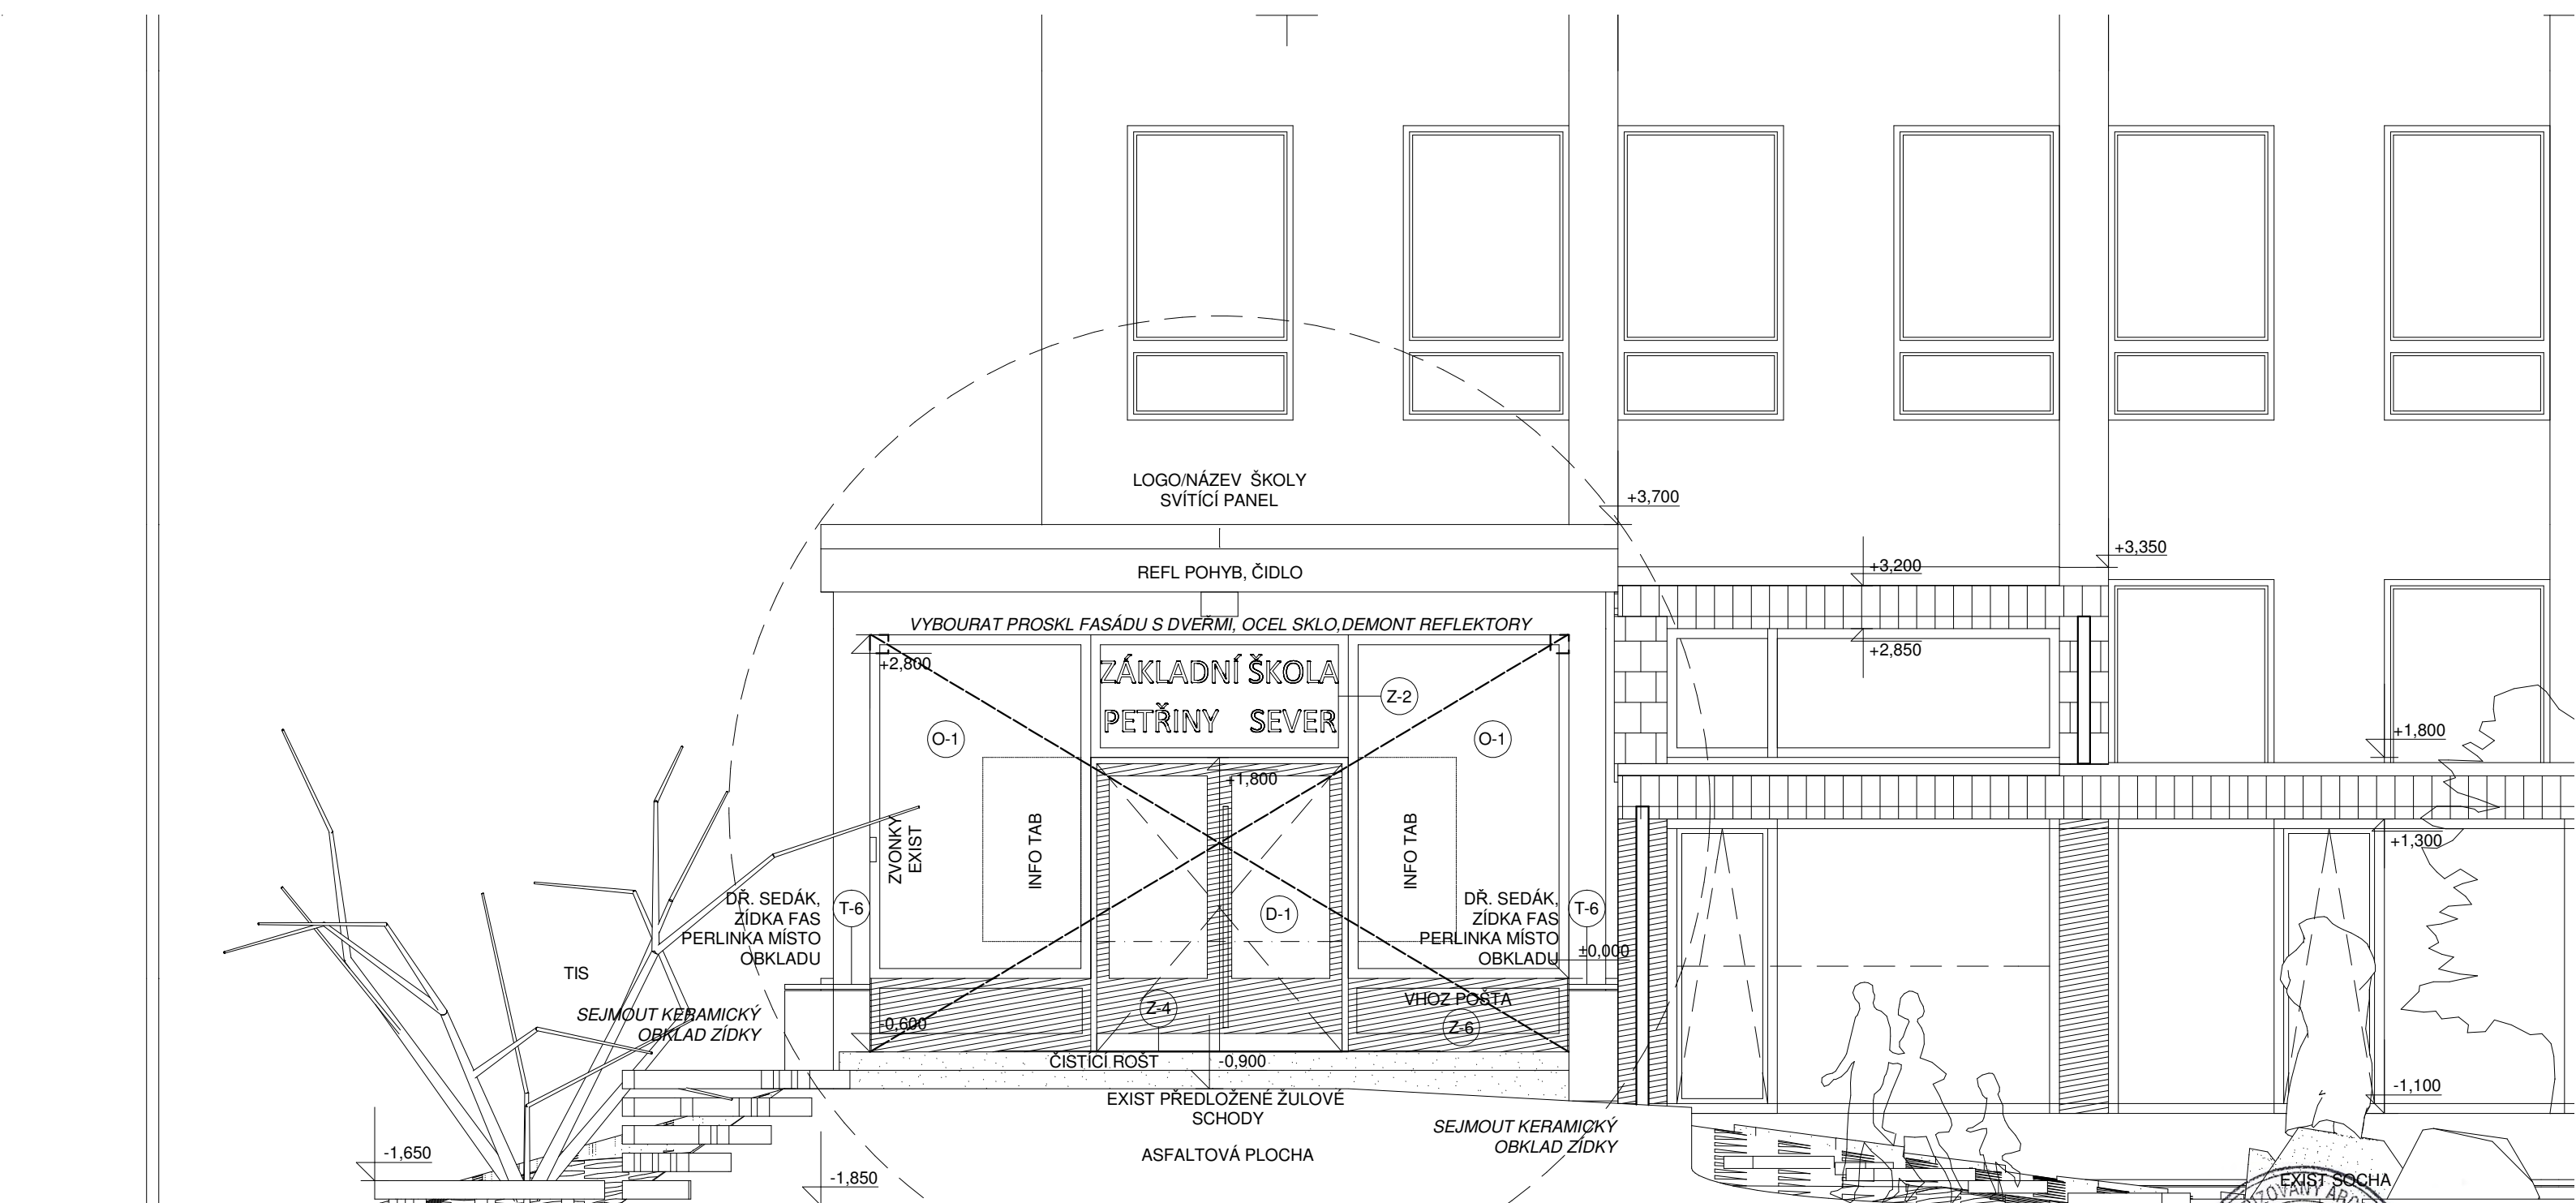 LOGO/NÁZEV ŠKOLY
SVÍTÍCÍ PANEL
+3,700
+3,350
+3,200
REFL POHYB, ČIDLO
VYBOURAT PROSKL FASÁDU S DVEŘMI, OCEL SKLO,DEMONT REFLEKTORY
+2,800
ZÁKLADNÍ ŠKOLA
PETŘINY SEVER
Z-2
+2,850
O-1
O-1
+1,800
+1,800
ZVONKY
EXIST
INFO TAB
INFO TAB
+1,300
DŘ. SEDÁK,
ZÍDKA FAS
PERLINKA MÍSTO
OBKLADU
T-6
D-1
DŘ. SEDÁK,
ZÍDKA FAS
PERLINKA MÍSTO
OBKLADU
T-6
±0,000
TIS
SEJMOUT KERAMICKÝ
OBKLAD ZÍDKY
-0,600
Z-4
VHOZ POŠTA
Z-6
ČISTÍCÍ ROŠT
-0,900
-1,100
EXIST PŘEDLOŽENÉ ŽULOVÉ
SCHODY
SEJMOUT KERAMICKÝ
OBKLAD ZÍDKY
ASFALTOVÁ PLOCHA
-1,650
-1,850
EXIST SOCHA